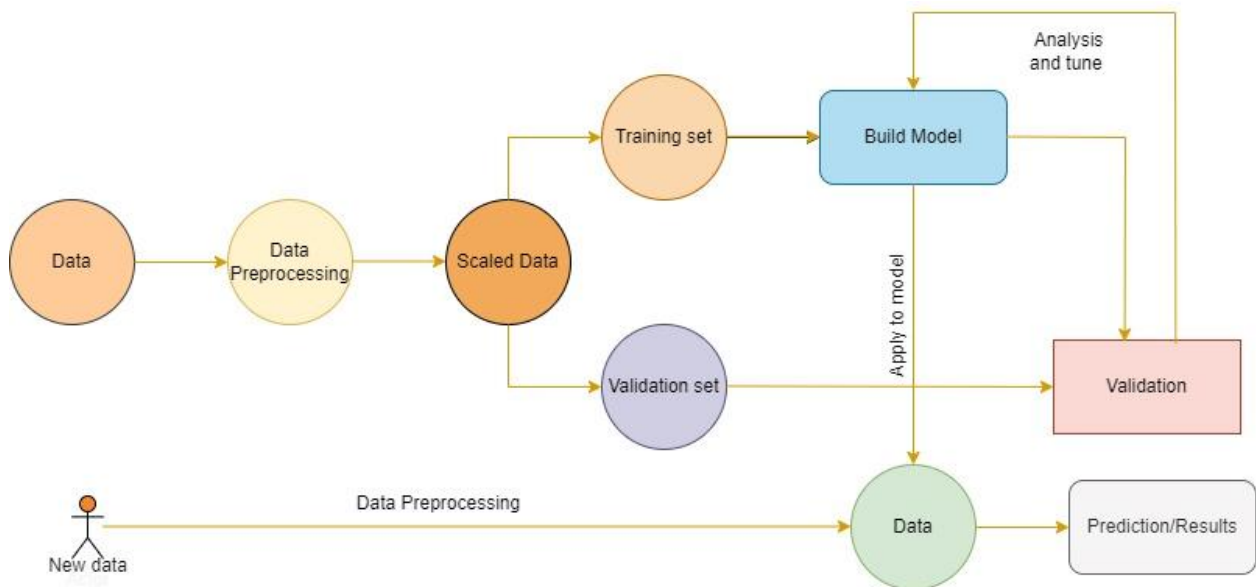 Analysis
and tune
Training set
Build Model
Data
Data
Preprocessing
Scaled Data
Apply to model
Validation set
Validation
Data Preprocessing
Data
Prediction/Results
New data